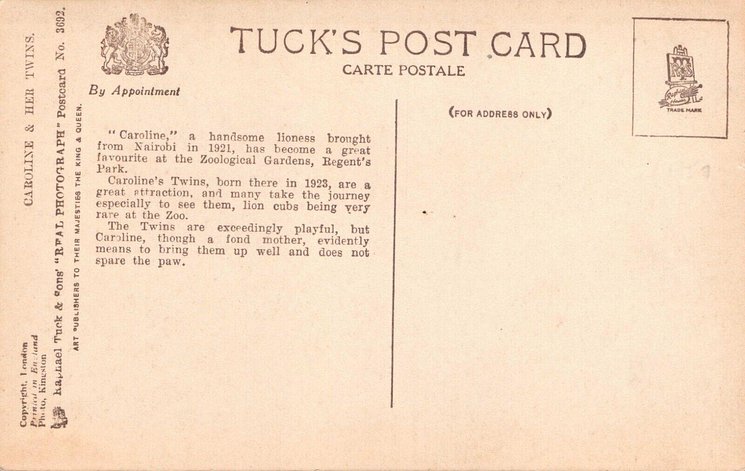 TUCK'S POST CARD
CARTE POSTALE
By Appointment
(FOR ADDRESS ONLY)
TRADE MARK
"Caroline," a handsome lioness brought
from Nairobi in 1921, has become a great
favourite at the Zoological Gardens, Regent's
Park.
Caroline's Twins, born there in 1923, are a
great attraction, and many take the journey
especially to see them, lion cubs being very
rare at the Zoo.
The Twins are exceedingly playful, but
Caroline, though a fond mother, evidently
means to bring them up well and does not
spare the paw.
CAROLINE & HER TWINS.
Raphael Tuck & Sons' "REAL PHOTOGRAPH" Postcard No. 3692.
ART PUBLISHERS TO THEIR MAJESTIES THE KING & QUEEN.
Copyright, London
Printed in England
Photo, Kingston